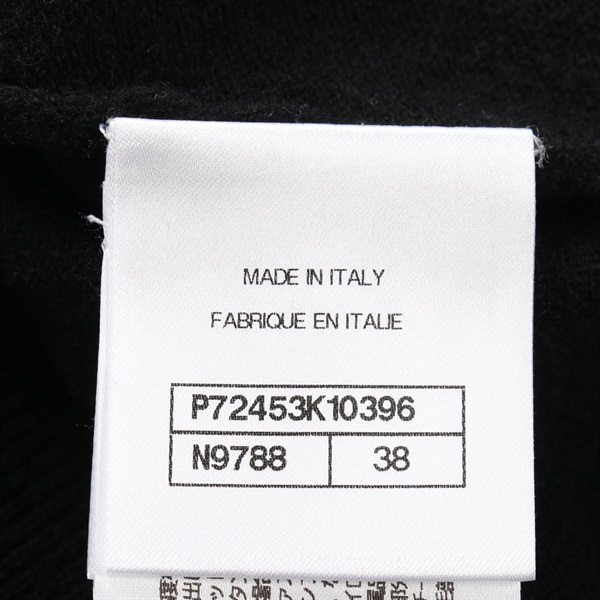 MADE IN ITALY
FABRIQUE EN ITALIE
P72453K10396
N9788 38